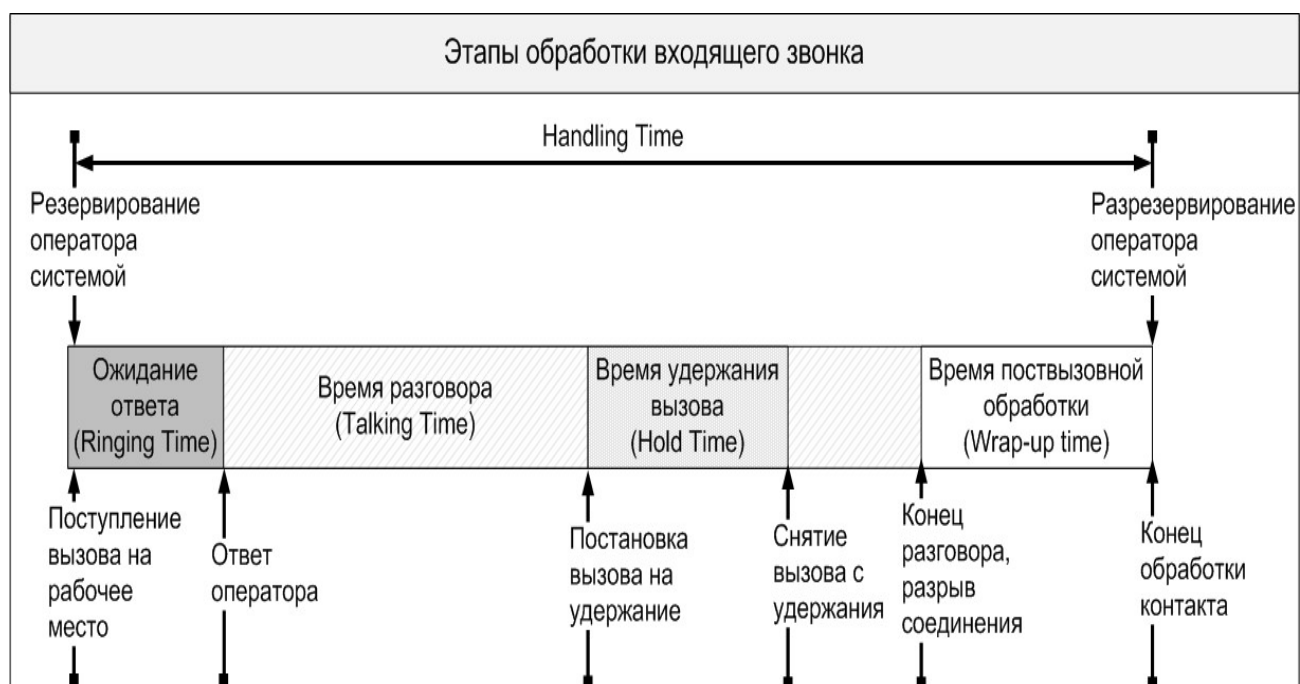 Этапы обработки входящего звонка
Handling Time
Резервирование
оператора
системой
Разрезервирование
оператора
системой
Ожидание
ответа
(Ringing Time)
Время разговора
(Talking Time)
Время удержания
вызова
(Hold Time)
Время поствызовной
обработки
(Wrap-up time)
Поступление
вызова на
рабочее
место
Ответ
оператора
Постановка
вызова на
удержание
Снятие
вызова с
удержания
Конец
разговора,
разрыв
соединения
Конец
обработки
контакта